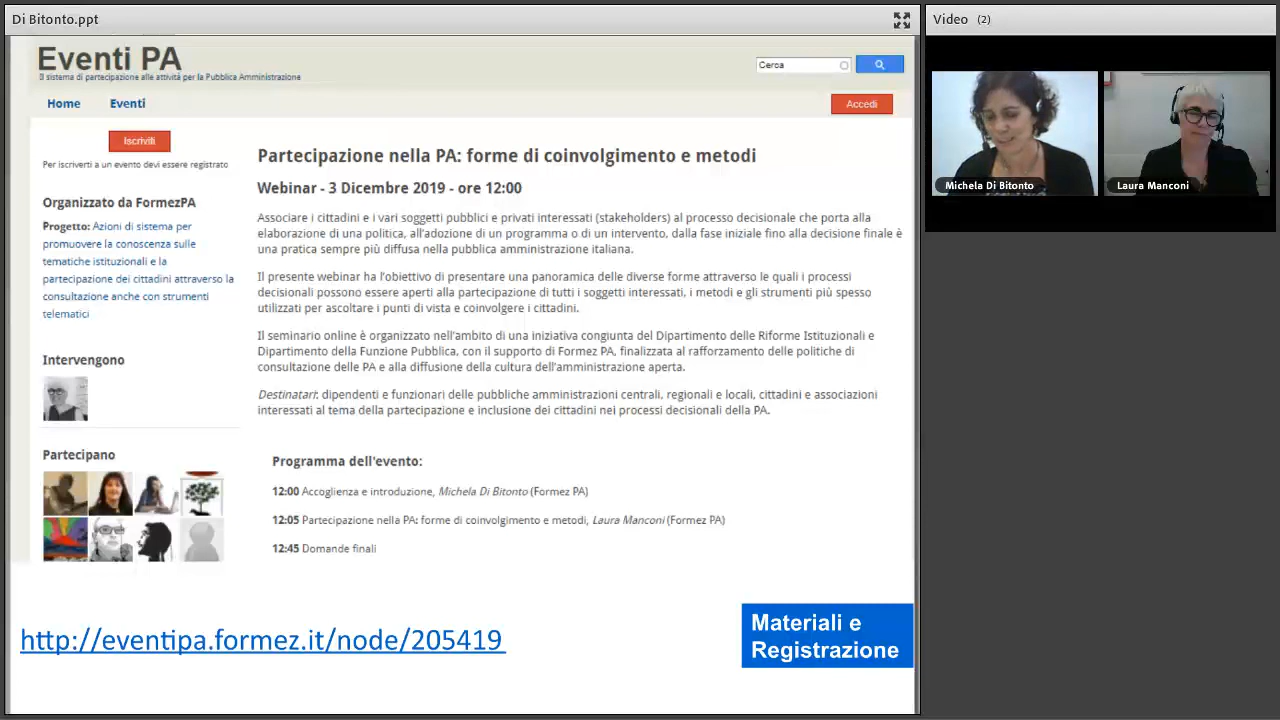 Di Bitonto.ppt
Eventi PA
Il sistema di partecipazione alle attività per la Pubblica Amministrazione
Cerca
Home Eventi
Accedi
Iscriviti
Per iscriverti a un evento devi essere registrato
Organizzato da FormezPA
Progetto: Azioni di sistema per
promuovere la conoscenza sulle
tematiche istituzionali e la
partecipazione dei cittadini attraverso la
consultazione anche con strumenti
telematici
Intervengono
Partecipano
Partecipazione nella PA: forme di coinvolgimento e metodi
Webinar - 3 Dicembre 2019 - ore 12:00
Associare i cittadini e i vari soggetti pubblici e privati interessati (stakeholders) al processo decisionale che porta alla
elaborazione di una politica, all'adozione di un programma o di un intervento, dalla fase iniziale fino alla decisione finale è
una pratica sempre più diffusa nella pubblica amministrazione italiana.
Il presente webinar ha l'obiettivo di presentare una panoramica delle diverse forme attraverso le quali i processi
decisionali possono essere aperti alla partecipazione di tutti i soggetti interessati, i metodi e gli strumenti più spesso
utilizzati per ascoltare i punti di vista e coinvolgere i cittadini.
Il seminario online è organizzato nell'ambito di una iniziativa congiunta del Dipartimento delle Riforme Istituzionali e
Dipartimento della Funzione Pubblica, con il supporto di Formez PA, finalizzata al rafforzamento delle politiche di
consultazione delle PA e alla diffusione della cultura dell'amministrazione aperta.
Destinatari: dipendenti e funzionari delle pubbliche amministrazioni centrali, regionali e locali, cittadini e associazioni
interessati al tema della partecipazione e inclusione dei cittadini nei processi decisionali della PA.
Programma dell'evento:
12:00 Accoglienza e introduzione, Michela Di Bitonto (Formez PA)
12:05 Partecipazione nella PA: forme di coinvolgimento e metodi, Laura Manconi (Formez PA)
12:45 Domande finali
http://eventipa.formez.it/node/205419
Materiali e
Registrazione
Video (2)
Michela Di Bitonto
Laura Manconi